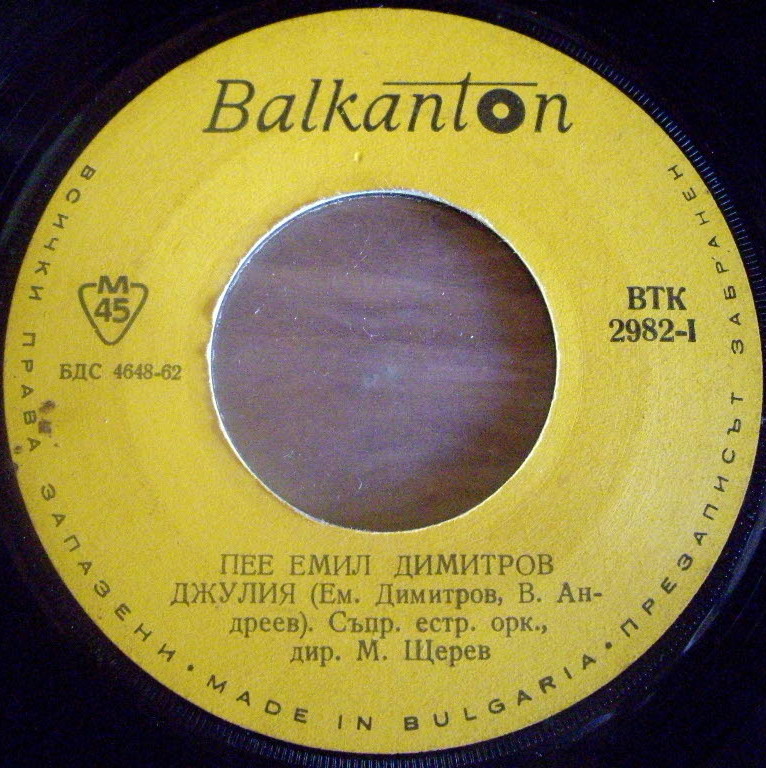 Balkanton
М
45
БДС 4648-62
ВТК
2982-I
ПЕЕ ЕМИЛ ДИМИТРОВ
ДЖУЛИЯ (Ем. Димитров, В. Ан-
дреев). Съпр. естр. орк.,
дир. М. Щерев
ВСИЧКИ ПРАВА ЗАПАЗЕНИ • MADE IN BULGARIA • ПРЕЗАПИСЪТ ЗАБРАНЕН